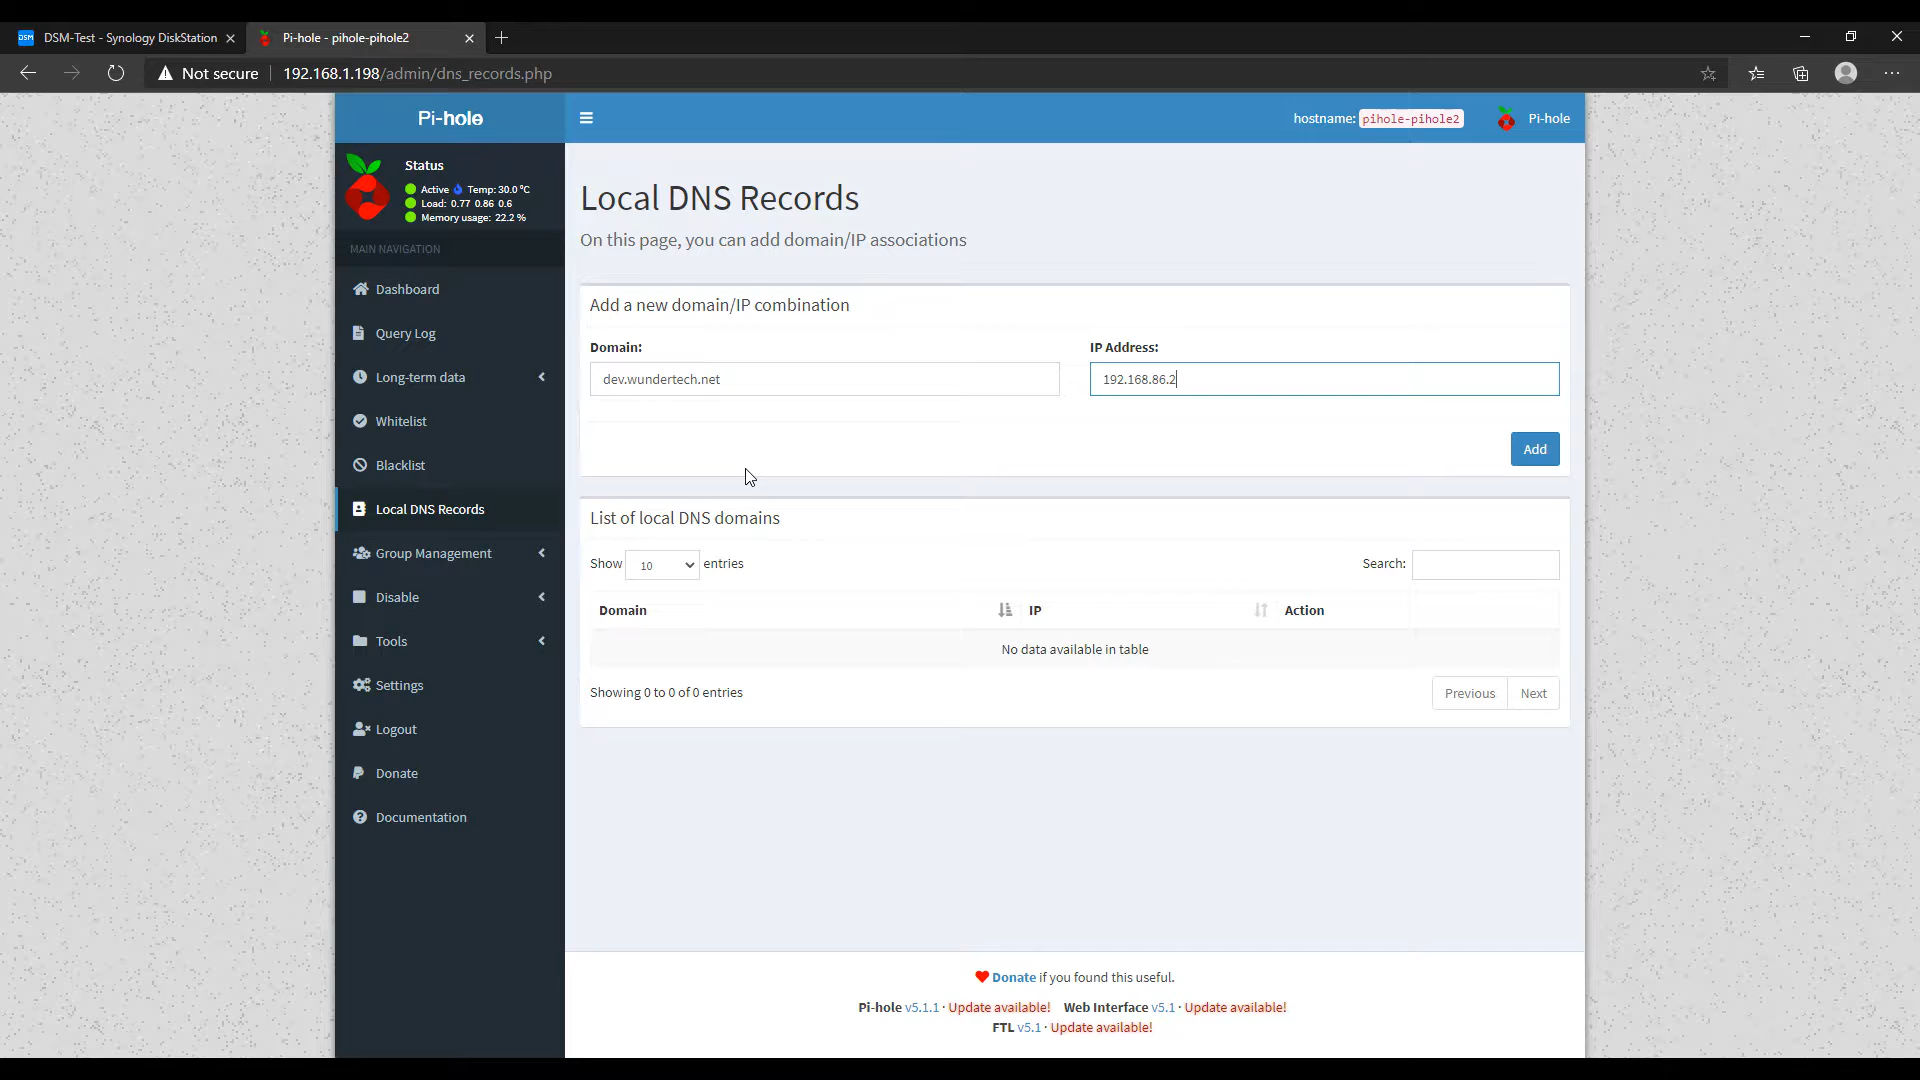 DSM-Test - Synology DiskStation
Pi-hole - pihole-pihole2
Not secure
192.168.1.198/admin/dns_records.php
Pi-hole
hostname: pihole-pihole2
Pi-hole
Status
Active Temp: 30.0 °C
Load: 0.77 0.86 0.6
Memory usage: 22.2 %
MAIN NAVIGATION
Dashboard
Query Log
Long-term data
Whitelist
Blacklist
Local DNS Records
Group Management
Disable
Tools
Settings
Logout
Donate
Documentation
Local DNS Records
On this page, you can add domain/IP associations
Add a new domain/IP combination
Domain:
IP Address:
dev.wundertech.net
192.168.86.2
Add
List of local DNS domains
Show 10 entries
Search:
Domain IP Action
No data available in table
Showing 0 to 0 of 0 entries
Previous Next
Donate if you found this useful.
Pi-hole v5.1.1 · Update available! Web Interface v5.1 · Update available!
FTL v5.1 · Update available!